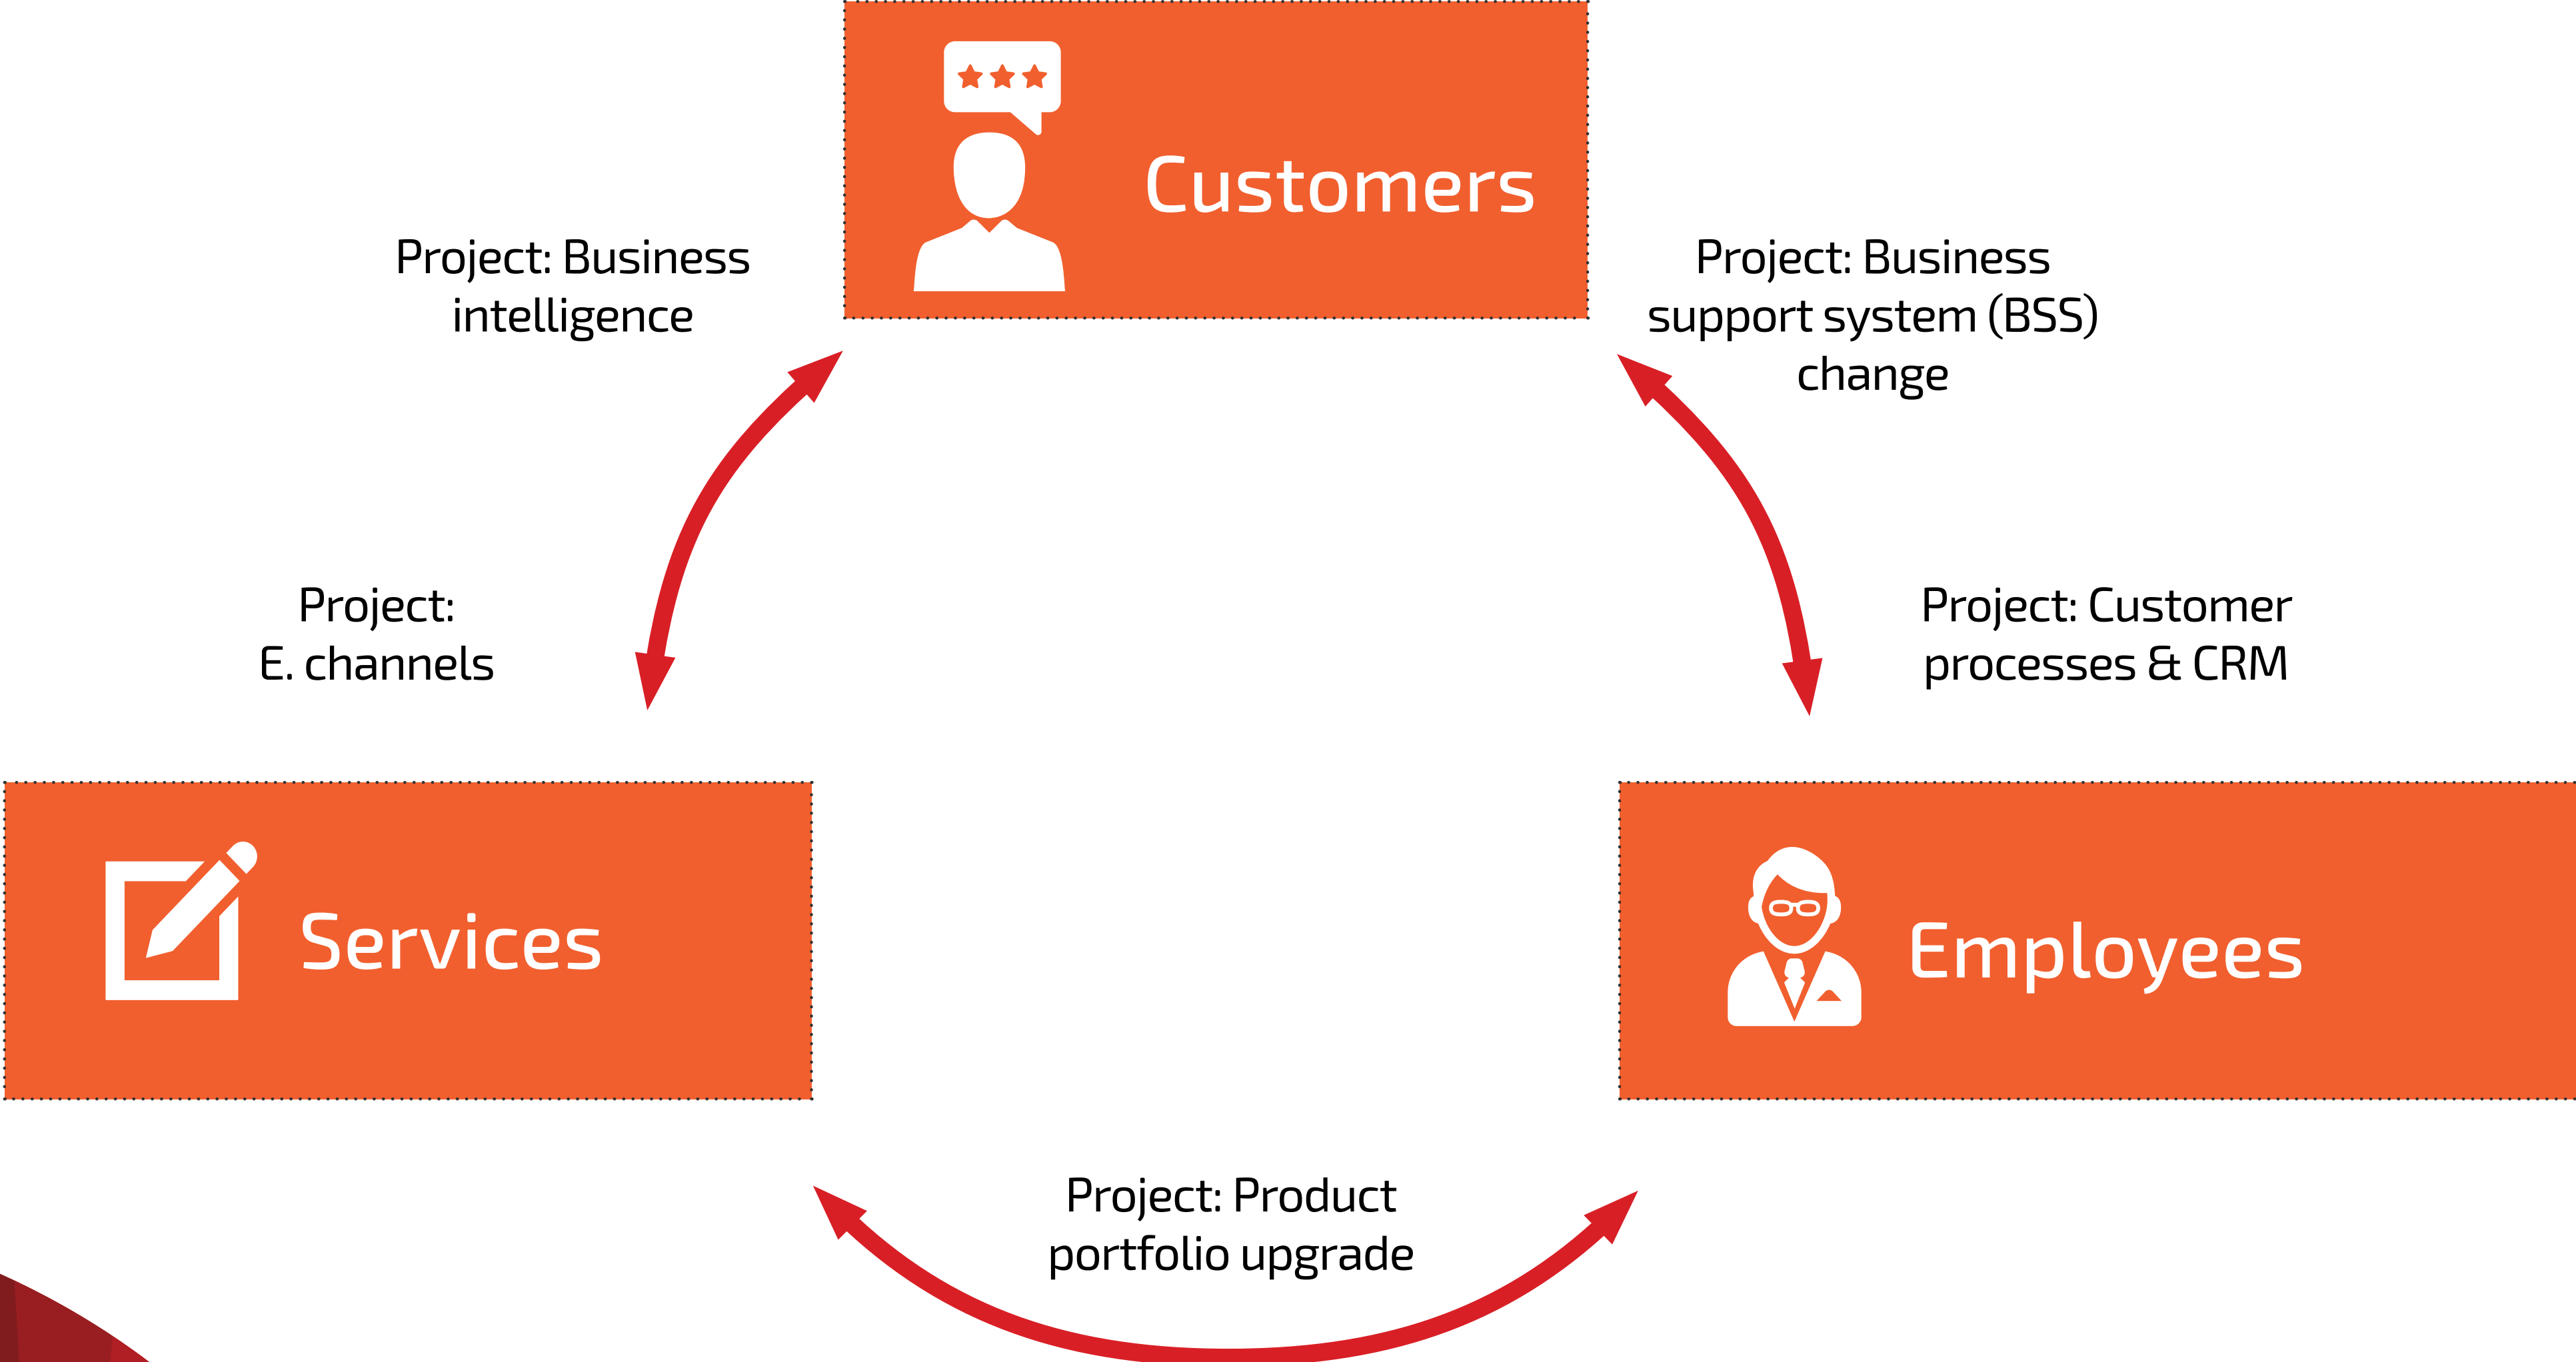 Customers
Project: Business
intelligence
Project: Business
support system (BSS)
change
Project:
E. channels
Project: Customer
processes & CRM
Services
Employees
Project: Product
portfolio upgrade